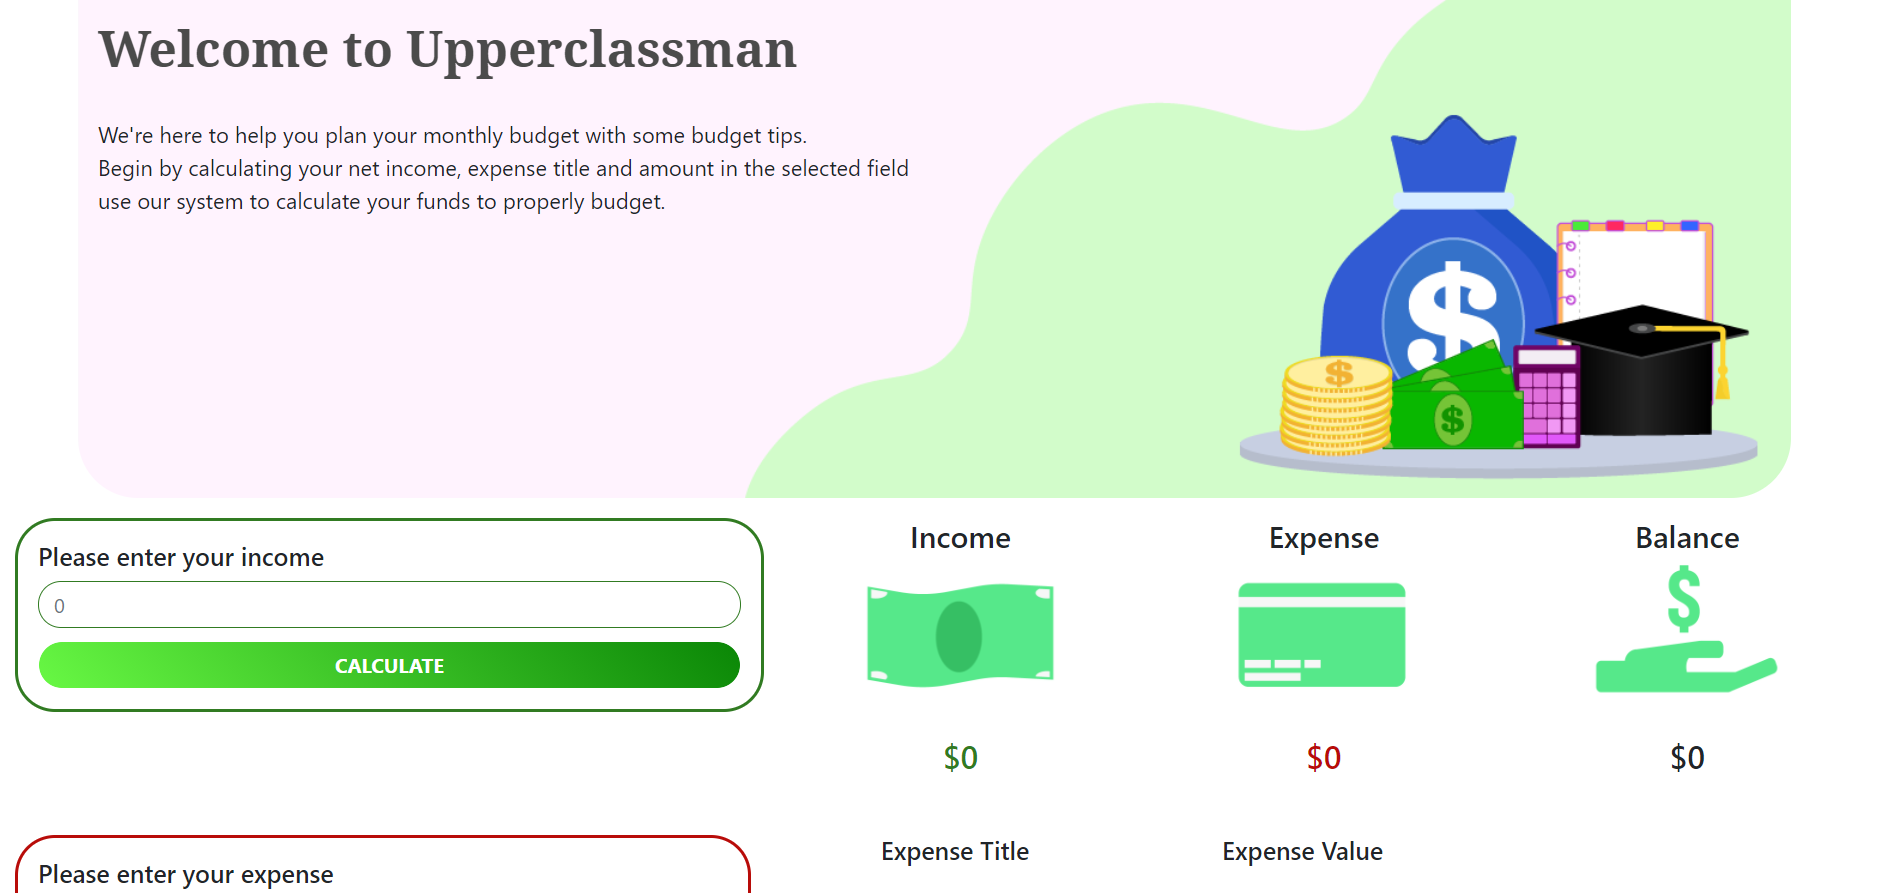 Welcome to Upperclassman
We're here to help you plan your monthly budget with some budget tips.
Begin by calculating your net income, expense title and amount in the selected field
use our system to calculate your funds to properly budget.
$
$
$
Please enter your income
0
CALCULATE
Income
Expense
Balance
$
$0
$0
$0
Please enter your expense
Expense Title
Expense Value